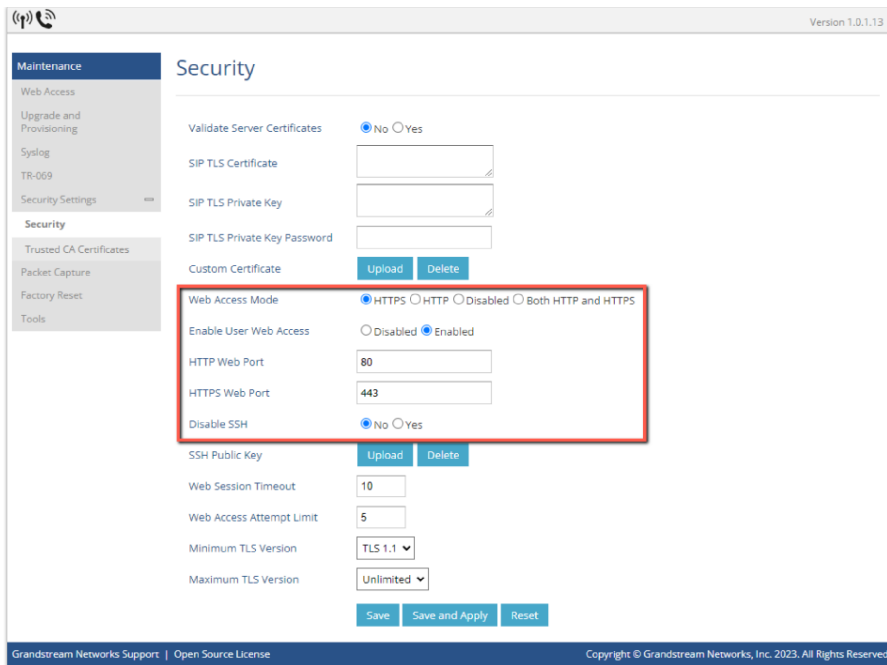 Version 1.0.1.13
Maintenance
Web Access
Upgrade and
Provisioning
Syslog
TR-069
Security Settings
Security
Trusted CA Certificates
Packet Capture
Factory Reset
Tools
Security
Validate Server Certificates No Yes
SIP TLS Certificate
SIP TLS Private Key
SIP TLS Private Key Password
Custom Certificate Upload Delete
Web Access Mode HTTPS HTTP Disabled Both HTTP and HTTPS
Enable User Web Access Disabled Enabled
HTTP Web Port 80
HTTPS Web Port 443
Disable SSH No Yes
SSH Public Key Upload Delete
Web Session Timeout 10
Web Access Attempt Limit 5
Minimum TLS Version TLS 1.1
Maximum TLS Version Unlimited
Save Save and Apply Reset
Grandstream Networks Support | Open Source License Copyright © Grandstream Networks, Inc. 2023. All Rights Reserved